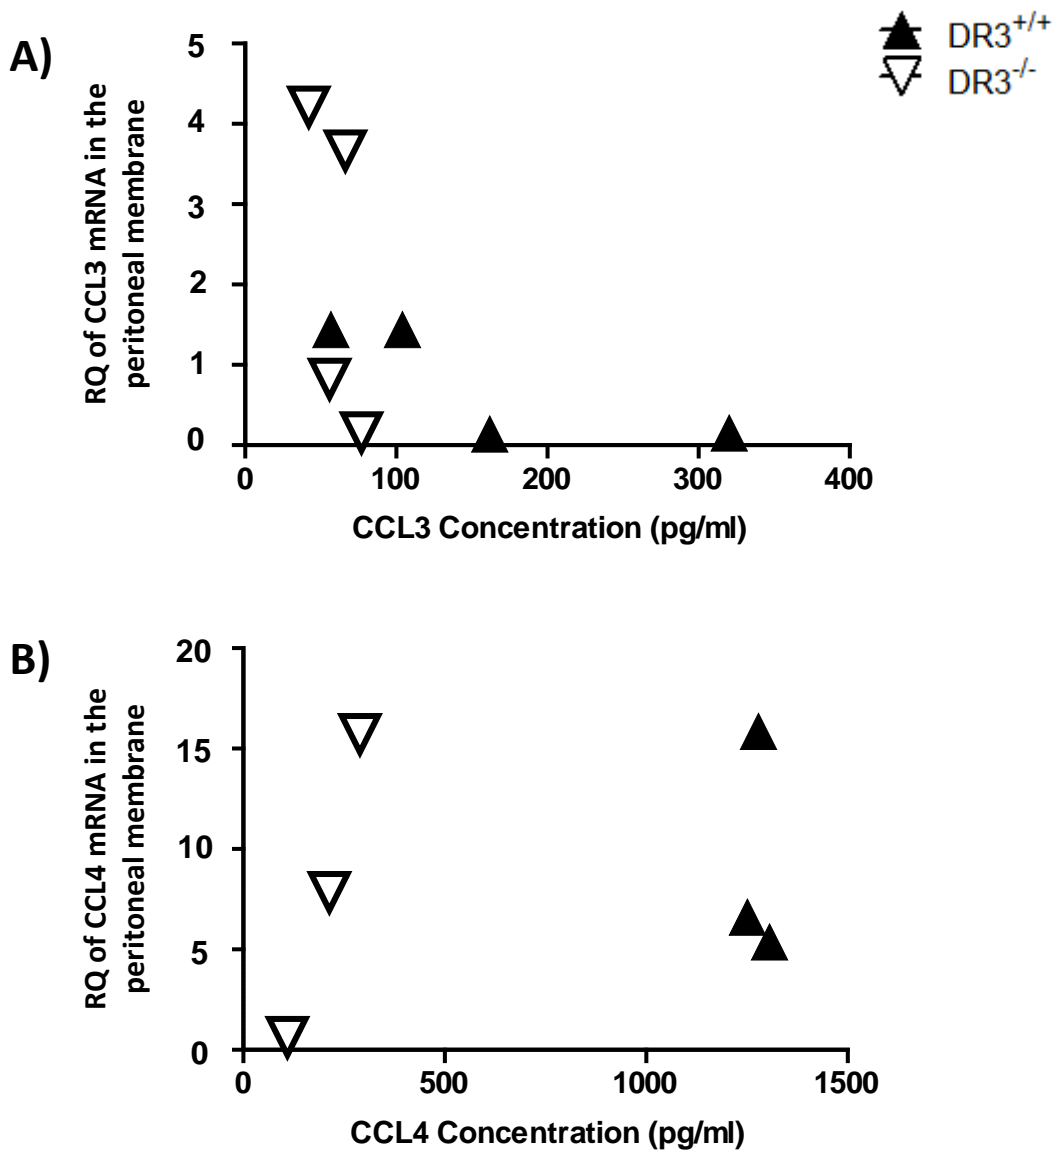 A)
DR3+/+
DR3-/-
RQ of CCL3 mRNA in the
peritoneal membrane
5
4
3
2
1
0
0 100 200 300 400
CCL3 Concentration (pg/ml)
B)
RQ of CCL4 mRNA in the
peritoneal membrane
20
15
10
5
0
0 500 1000 1500
CCL4 Concentration (pg/ml)